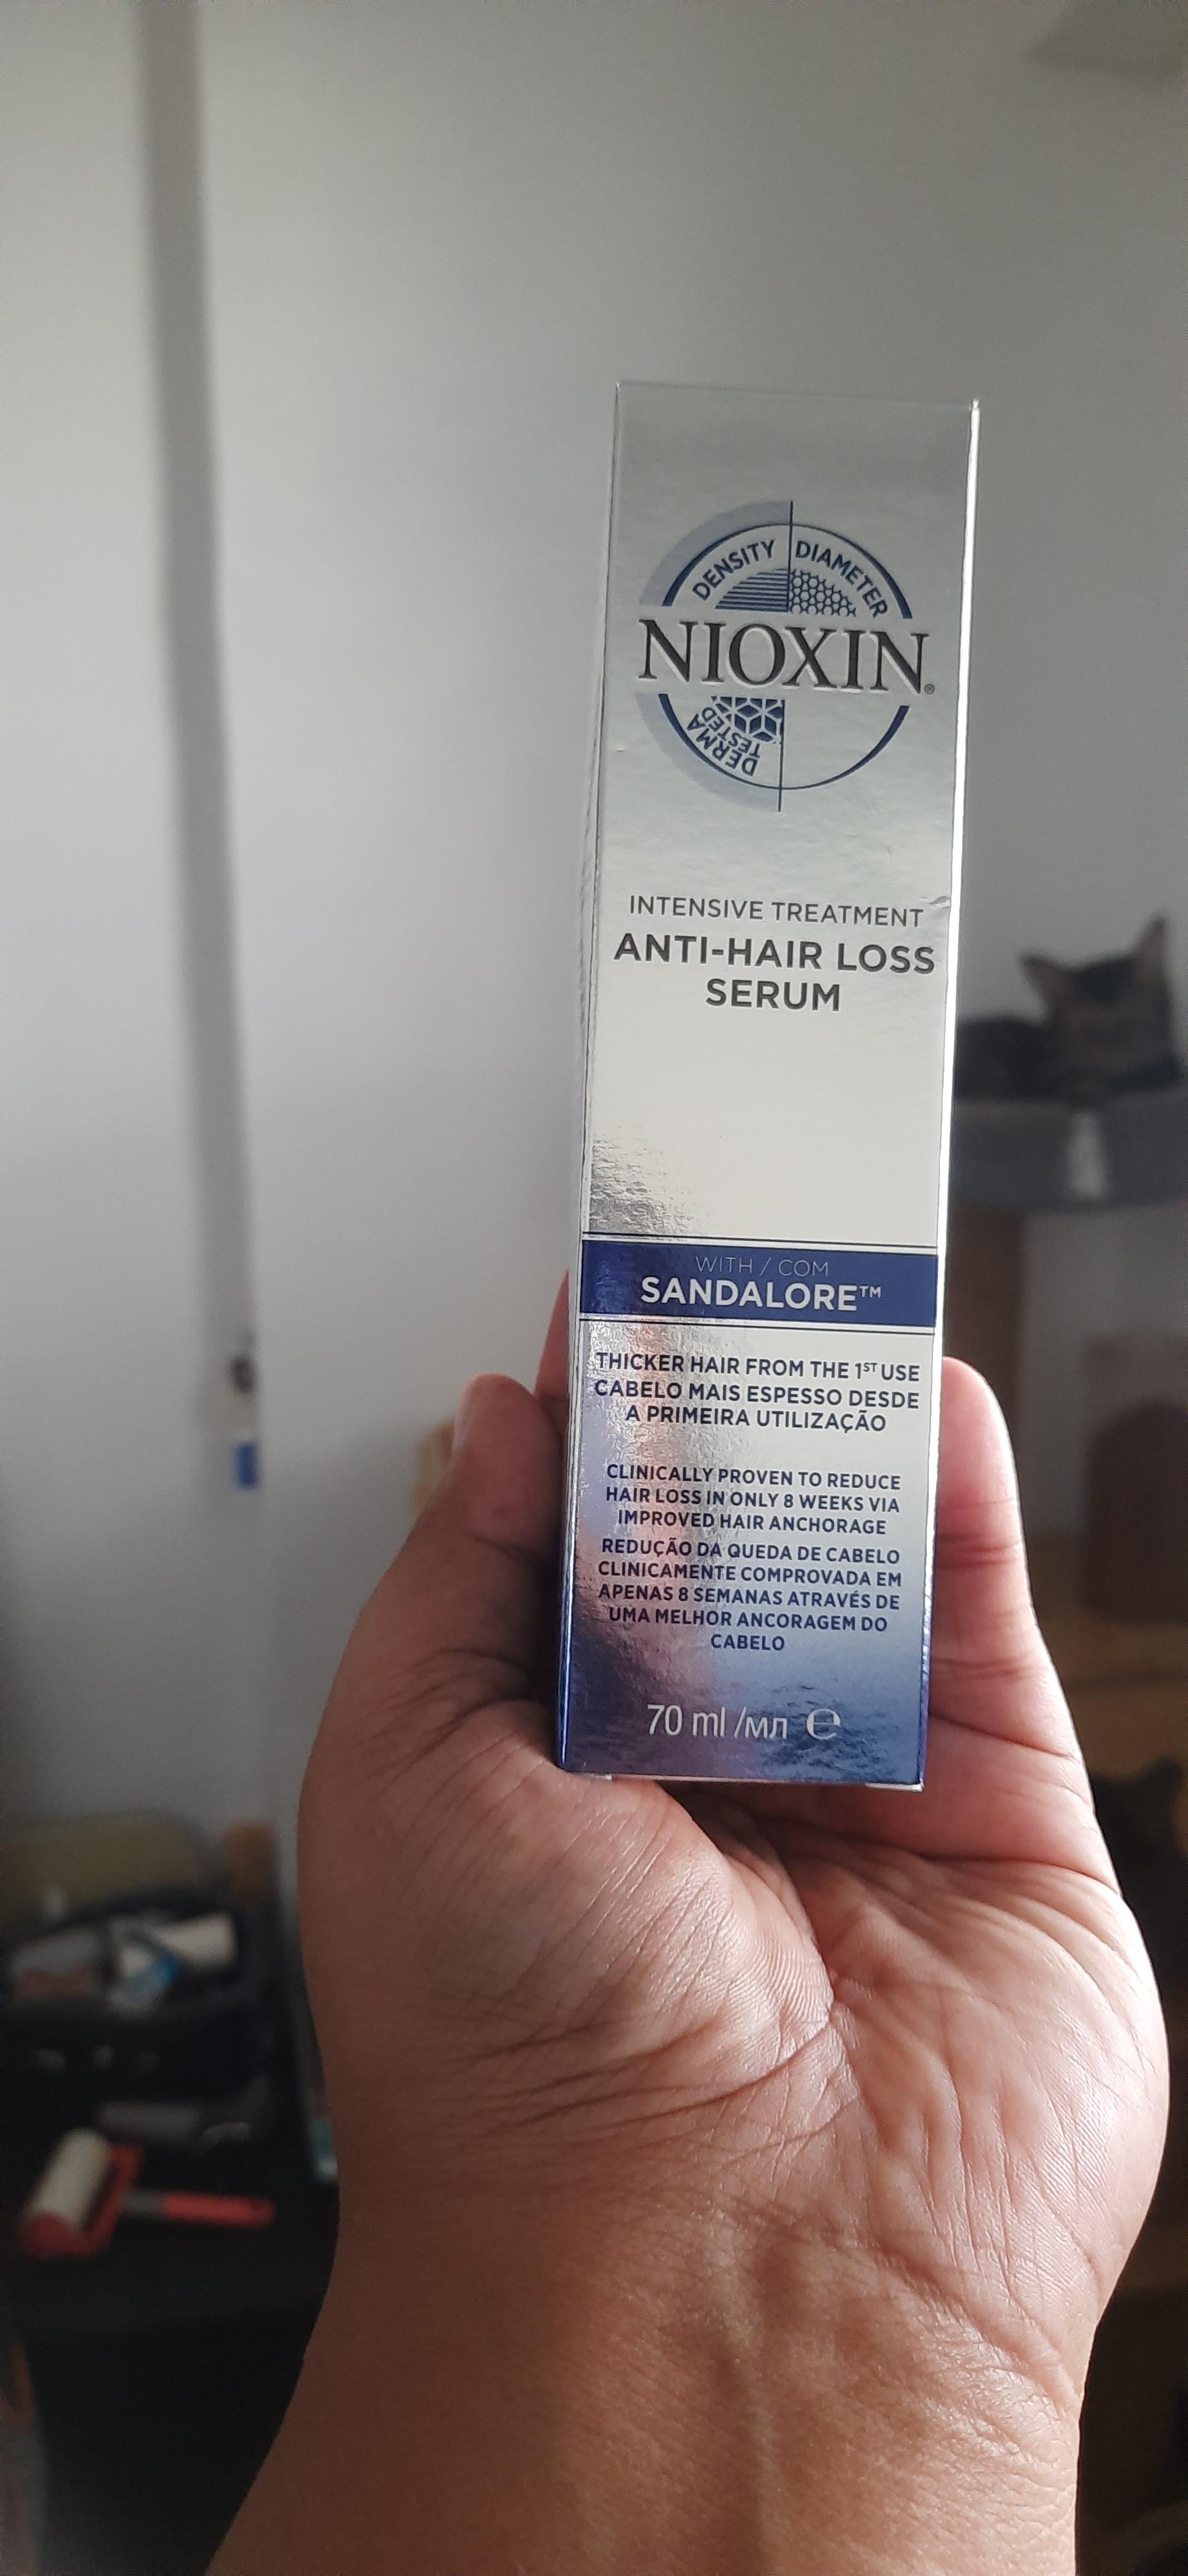 DENSITY DIAMETER
NIOXIN®
DERMA
TESTED
INTENSIVE TREATMENT
ANTI-HAIR LOSS
SERUM
WITH / COM
SANDALORE™
THICKER HAIR FROM THE 1ST USE
CABELO MAIS ESPESSO DESDE
A PRIMEIRA UTILIZAÇÃO
CLINICALLY PROVEN TO REDUCE
HAIR LOSS IN ONLY 8 WEEKS VIA
IMPROVED HAIR ANCHORAGE
REDUÇÃO DA QUEDA DE CABELO
CLINICAMENTE COMPROVADA EM
APENAS 8 SEMANAS ATRAVÉS DE
UMA MELHOR ANCORAGEM DO
CABELO
70 ml /мл ℮